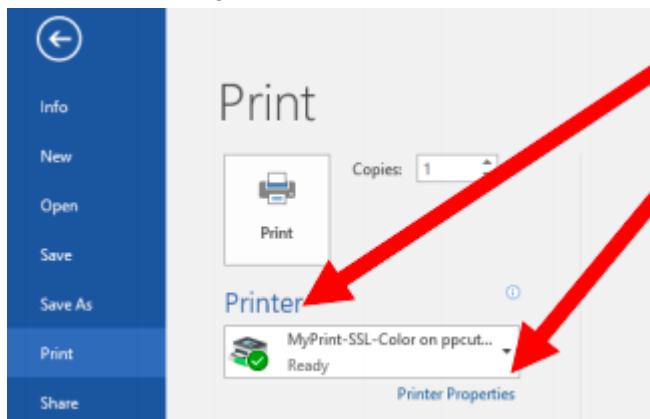 Info
New
Open
Save
Save As
Print
Share
Print
Copies: 1
Print
Printer
MyPrint-SSL-Color on ppcut...
Ready
Printer Properties